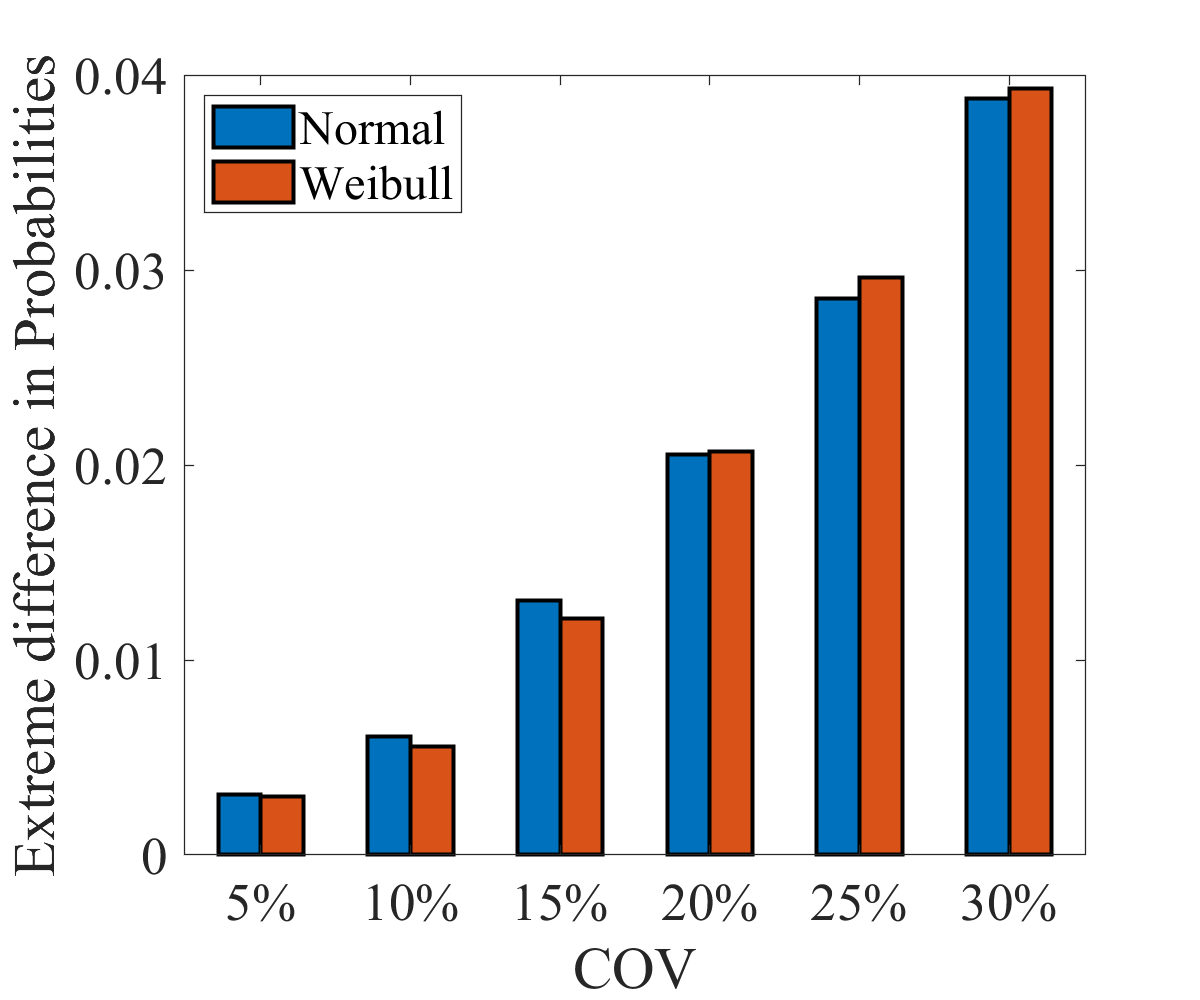 Extreme difference in Probabilities
0.04
0.03
0.02
0.01
0
Normal
Weibull
5% 10% 15% 20% 25% 30%
COV